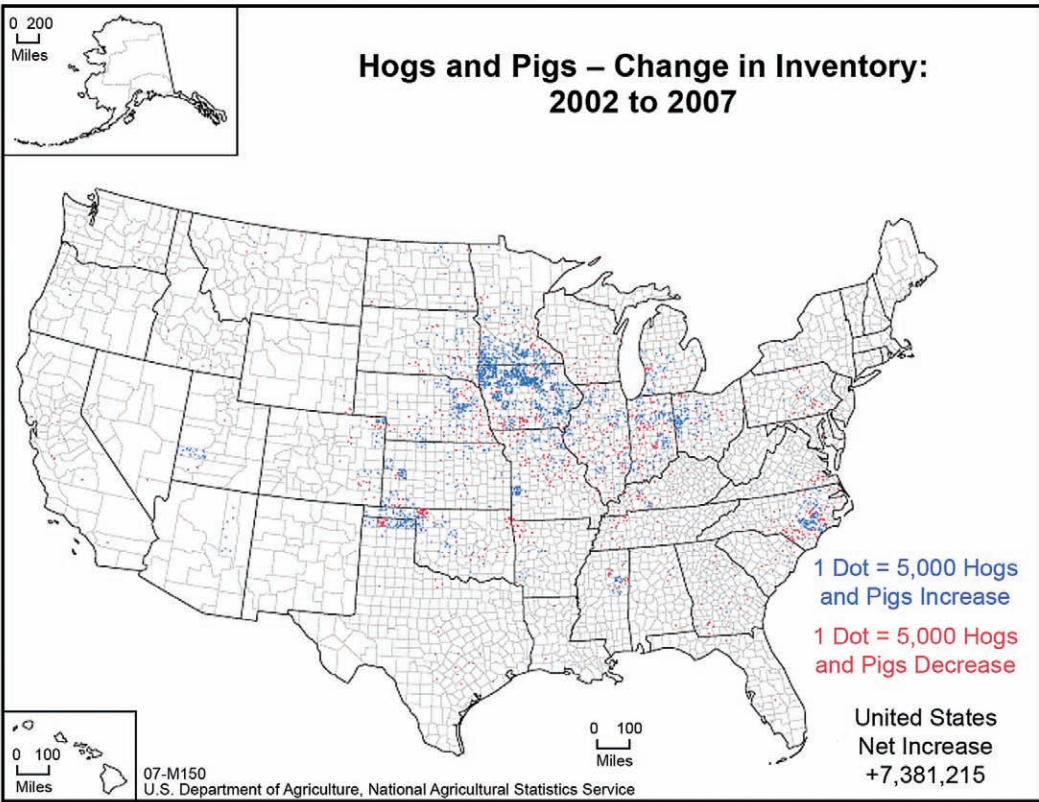 0 200
Miles
Hogs and Pigs – Change in Inventory:
2002 to 2007
1 Dot = 5,000 Hogs
and Pigs Increase
1 Dot = 5,000 Hogs
and Pigs Decrease
United States
Net Increase
+7,381,215
0 100
Miles
0 100
Miles
07-M150
U.S. Department of Agriculture, National Agricultural Statistics Service